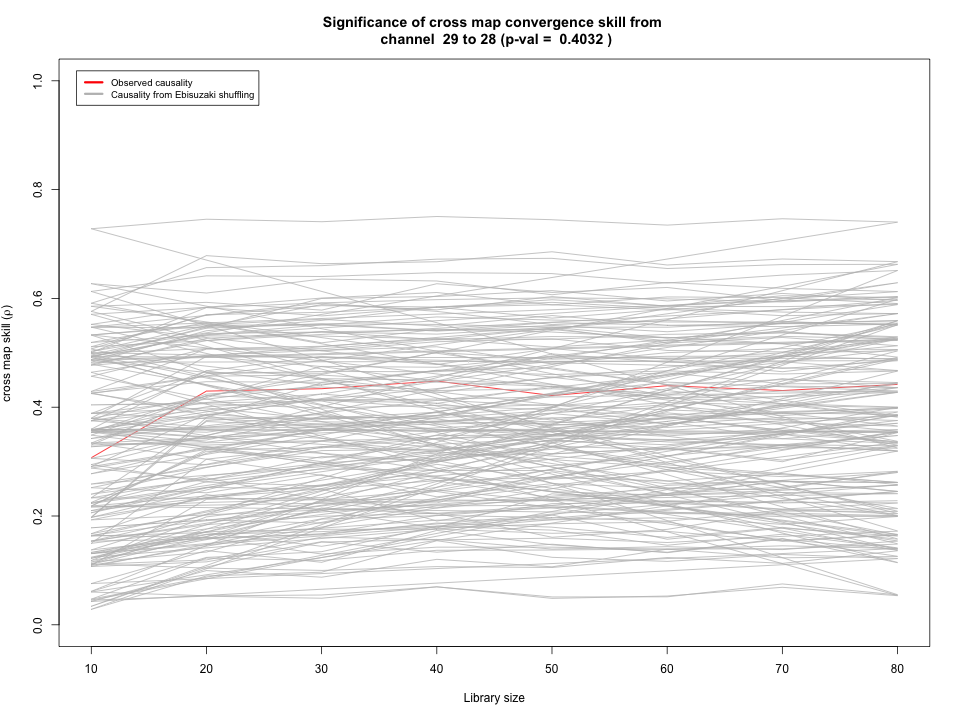 Significance of cross map convergence skill from
channel  29 to 28 (p-val =  0.4032 )
Observed causality
Causality from Ebisuzaki shuffling
1.0
0.8
0.6
0.4
0.2
0.0
cross map skill (ρ)
10 20 30 40 50 60 70 80
Library size